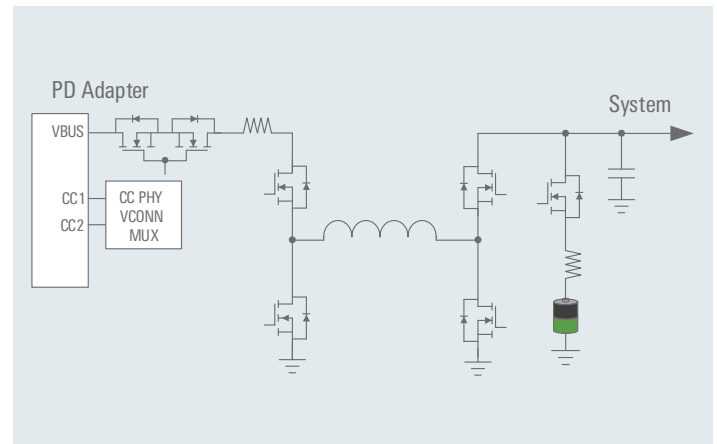 PD Adapter
System
VBUS
CC1
CC2
CC PHY
VCONN
MUX